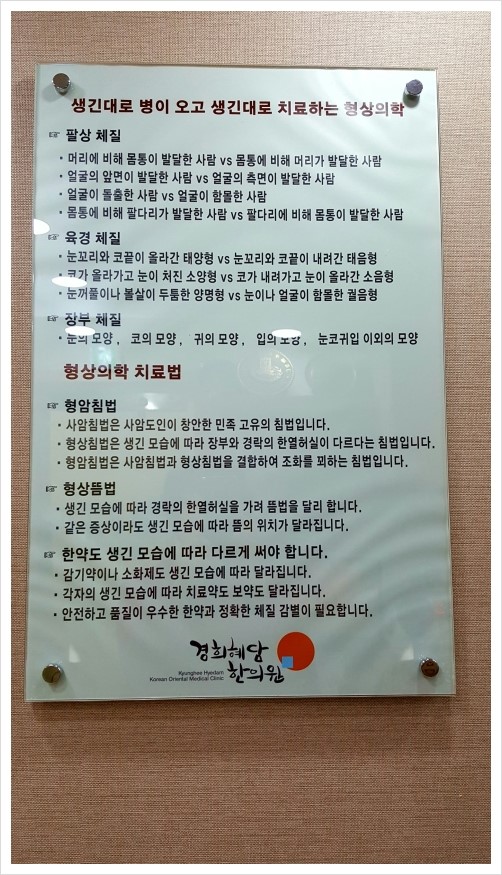 생긴대로 병이 오고 생긴대로 치료하는 형상의학
☞ 팔상 체질
· 머리에 비해 몸통이 발달한 사람 vs 몸통에 비해 머리가 발달한 사람
· 얼굴의 앞면이 발달한 사람 vs 얼굴의 측면이 발달한 사람
· 얼굴이 돌출한 사람 vs 얼굴이 함몰한 사람
· 몸통에 비해 팔다리가 발달한 사람 vs 팔다리에 비해 몸통이 발달한 사람
☞ 육경 체질
· 눈꼬리와 코끝이 올라간 태양형 vs 눈꼬리와 코끝이 내려간 태음형
· 코가 올라가고 눈이 처진 소양형 vs 코가 내려가고 눈이 올라간 소음형
· 눈꺼풀이나 볼살이 두툼한 양명형 vs 눈이나 얼굴이 함몰한 궐음형
☞ 장부 체질
· 눈의 모양, 코의 모양, 귀의 모양, 입의 모양, 눈코귀입 이외의 모양
형상의학 치료법
☞ 형암침법
· 사암침법은 사암도인이 창안한 민족 고유의 침법입니다.
· 형상침법은 생긴 모습에 따라 장부와 경락의 한열허실이 다르다는 침법입니다.
· 형암침법은 사암침법과 형상침법을 결합하여 조화를 꾀하는 침법입니다.
☞ 형상뜸법
· 생긴 모습에 따라 경락의 한열허실을 가려 뜸법을 달리 합니다.
· 같은 증상이라도 생긴 모습에 따라 뜸의 위치가 달라집니다.
☞ 한약도 생긴 모습에 따라 다르게 써야 합니다.
· 감기약이나 소화제도 생긴 모습에 따라 달라집니다.
· 각자의 생긴 모습에 따라 치료약도 보약도 달라집니다.
· 안전하고 품질이 우수한 한약과 정확한 체질 감별이 필요합니다.
경희혜담
한의원
Kyunghee Hyedam
Korean Oriental Medical Clinic